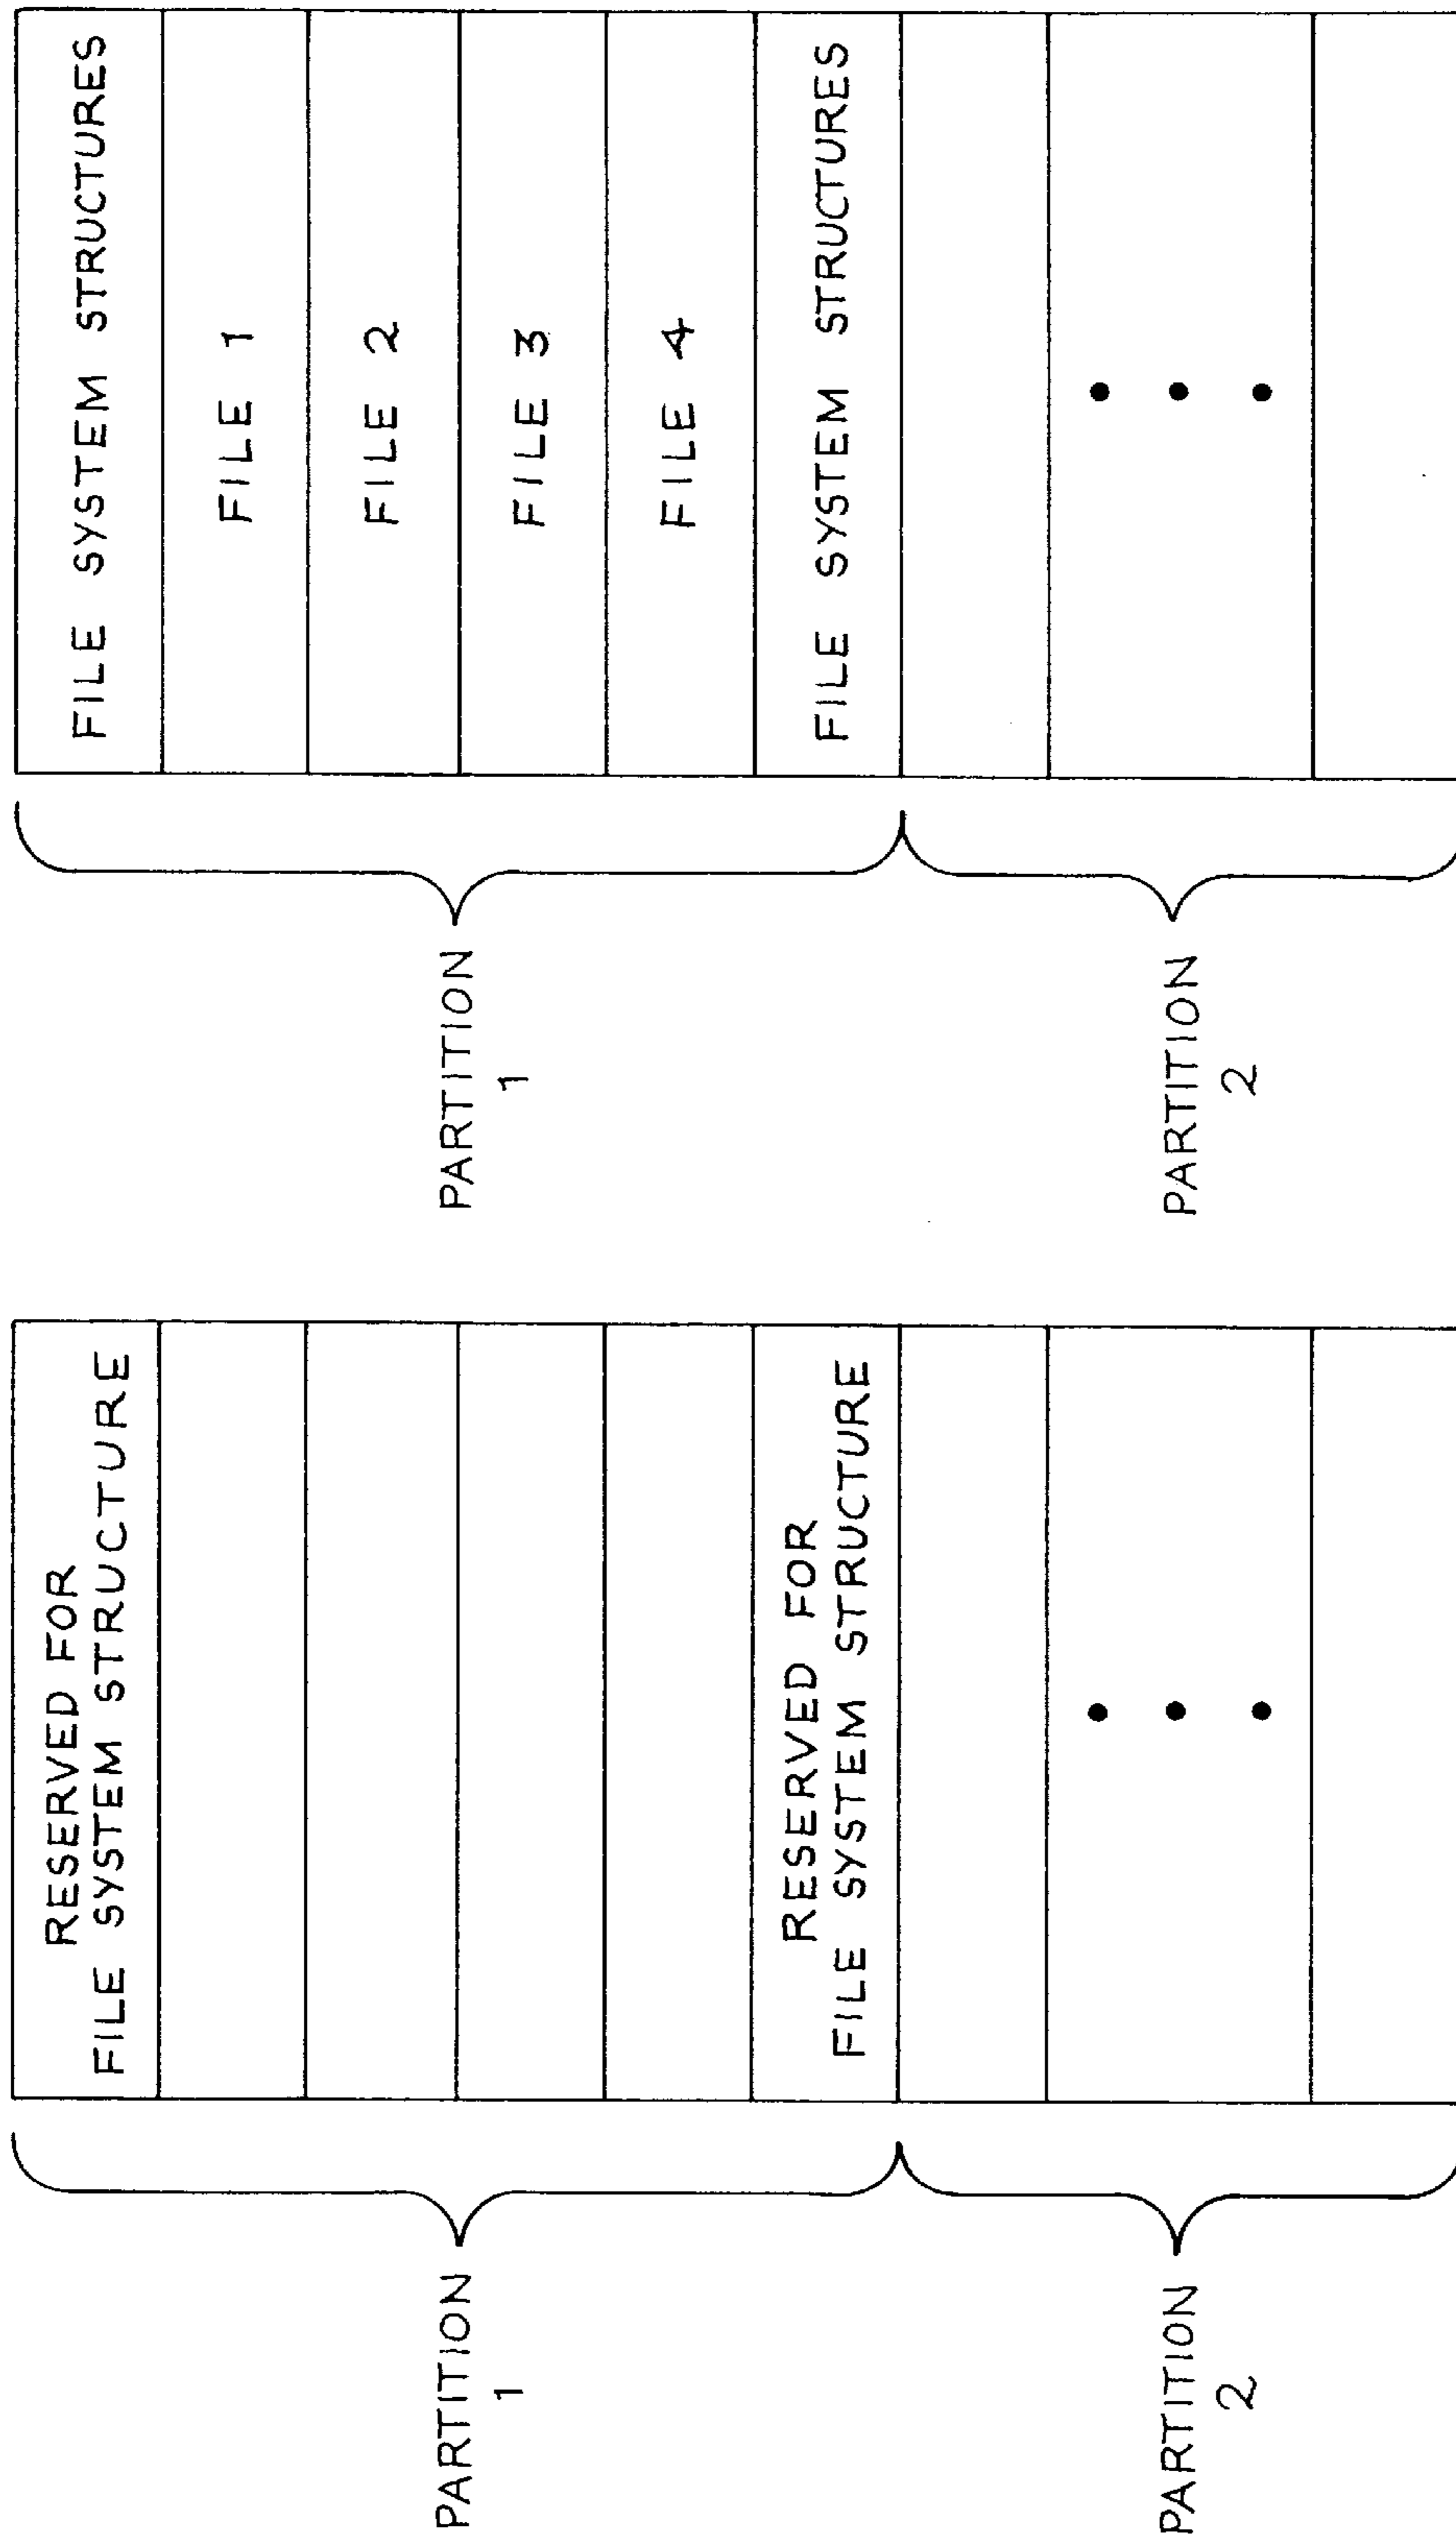 RESERVED FOR
FILE SYSTEM STRUCTURE
PARTITION
1
RESERVED FOR
FILE SYSTEM STRUCTURE
PARTITION
2
FILE SYSTEM STRUCTURES
FILE 1
FILE 2
PARTITION
1
FILE 3
FILE 4
FILE SYSTEM STRUCTURES
PARTITION
2